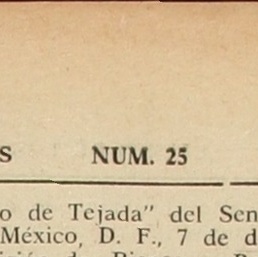 S NUM. 25
o de Tejada" del Sen
México, D. F., 7 de d